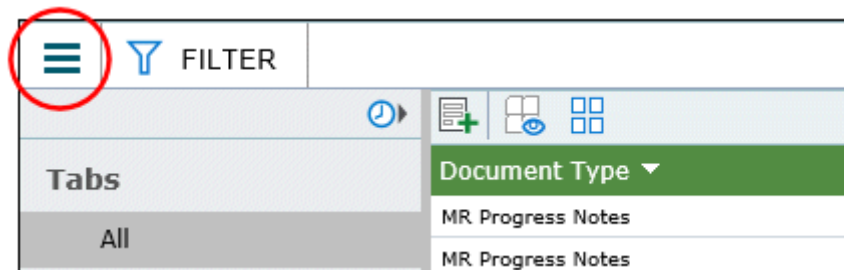 FILTER
Tabs
All
Document Type
MR Progress Notes
MR Progress Notes